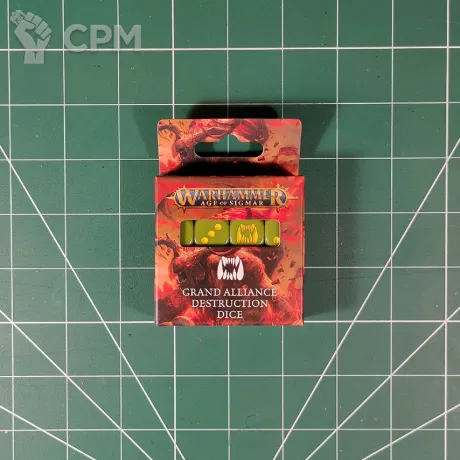 CPM
WARHAMMER
AGE OF SIGMAR
GRAND ALLIANCE
DESTRUCTION
DICE